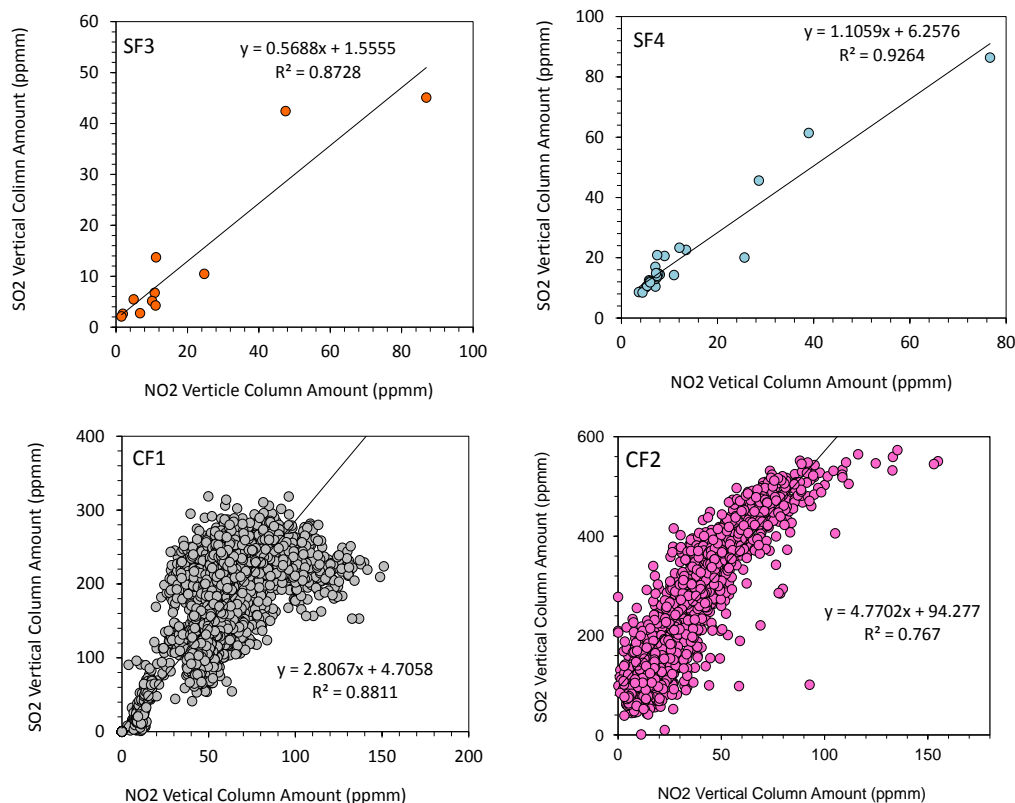 SF3
y = 0.5688x + 1.5555
R² = 0.8728
SO2 Vertical Colimn Amount (ppmm)
60
50
40
30
20
10
0
0 20 40 60 80 100
NO2 Verticle Column Amount (ppmm)
SF4
y = 1.1059x + 6.2576
R² = 0.9264
SO2 Vertical Column Amount (ppmm)
100
80
60
40
20
0
0 20 40 60 80
NO2 Vetical Column Amount (ppmm)
CF1
y = 2.8067x + 4.7058
R² = 0.8811
SO2 Vertical Column Amount (ppmm)
400
300
200
100
0
0 50 100 150 200
NO2 Vetical Column Amount (ppmm)
CF2
y = 4.7702x + 94.277
R² = 0.767
SO2 Vertical Column Amount (ppmm)
600
400
200
0
0 50 100 150
NO2 Vertical Column Amount (ppmm)